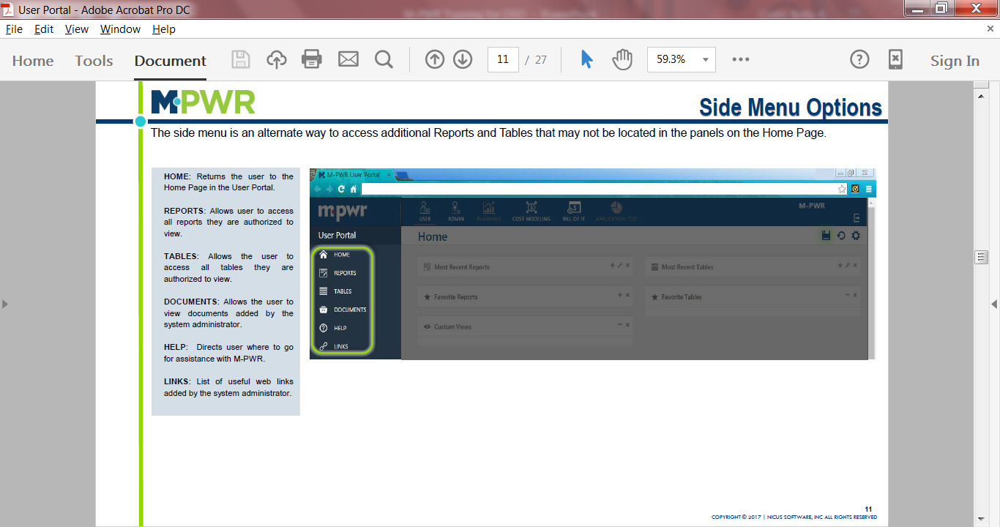 User Portal - Adobe Acrobat Pro DC
File Edit View Window Help
Home Tools Document 11 / 27 59.3% Sign In
M·PWR
Side Menu Options
The side menu is an alternate way to access additional Reports and Tables that may not be located in the panels on the Home Page.
HOME: Returns the user to the
Home Page in the User Portal.
REPORTS: Allows user to access
all reports they are authorized to
view.
TABLES: Allows the user to
access all tables they are
authorized to view.
DOCUMENTS: Allows the user to
view documents added by the
system administrator.
HELP: Directs user where to go
for assistance with M-PWR.
LINKS: List of useful web links
added by the system administrator.
M-PWR User Portal
m·pwr
USER ADMIN PLANNING COST MODELING BILL OF IT APPLICATION TCO
M-PWR
User Portal
Home
HOME
REPORTS
TABLES
DOCUMENTS
HELP
LINKS
Most Recent Reports
Most Recent Tables
Favorite Reports
Favorite Tables
Custom Views
11
COPYRIGHT © 2017 | NICUS SOFTWARE, INC ALL RIGHTS RESERVED